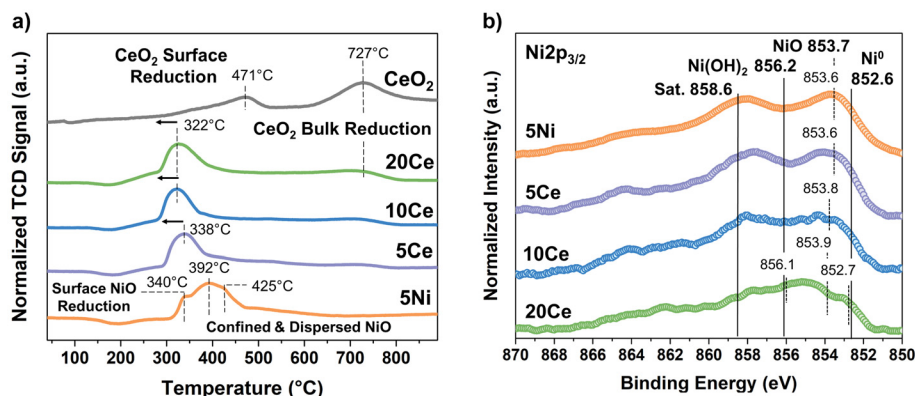 a)
CeO₂ Surface
Reduction
727°C
471°C
CeO₂
322°C
CeO₂ Bulk Reduction
20Ce
10Ce
338°C
5Ce
392°C
340°C
425°C
Surface NiO
Reduction
5Ni
Confined & Dispersed NiO
Normalized TCD Signal (a.u.)
100 200 300 400 500 600 700 800
Temperature (°C)
b)
Ni2p₃/₂
NiO 853.7
Ni⁰
852.6
Ni(OH)₂ 856.2
Sat. 858.6
853.6
5Ni
853.6
5Ce
853.8
10Ce
853.9
856.1
852.7
20Ce
Normalized Intensity (a.u.)
870 868 866 864 862 860 858 856 854 852 850
Binding Energy (eV)